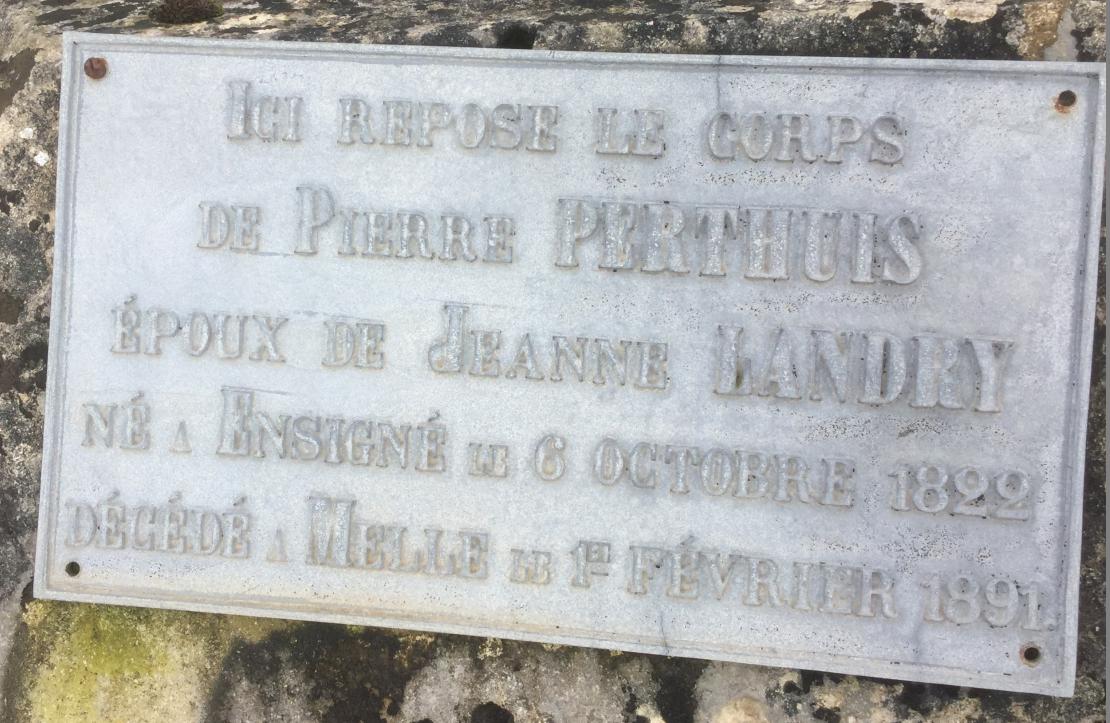 ICI REPOSE LE CORPS
DE PIERRE PERTHUIS
ÉPOUX DE JEANNE LANDRY
NÉ A ENSIGNÉ LE 6 OCTOBRE 1822
DÉCÉDÉ A MELLE LE 1ER FÉVRIER 1891.